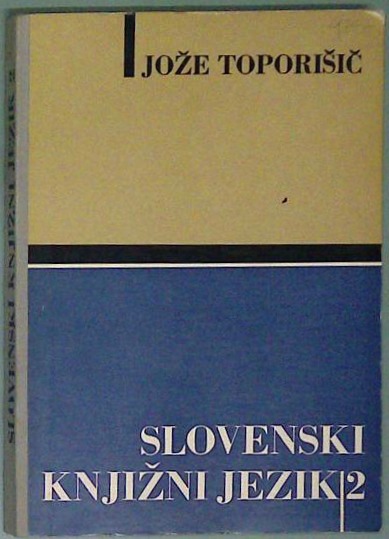 JOŽE TOPORIŠIČ
SLOVENSKI
KNJIŽNI JEZIK|2
SLOVENSKI KNJIŽNI JEZIK 2